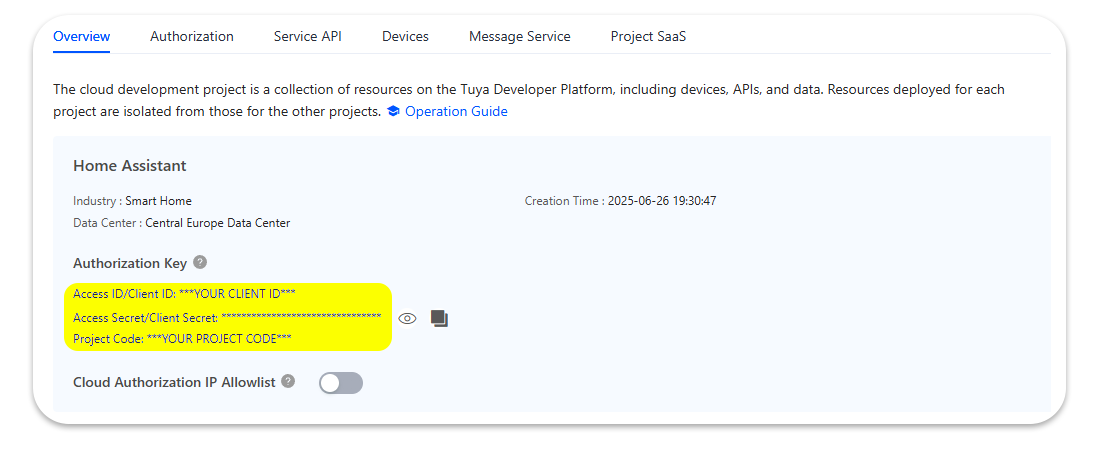 Overview Authorization Service API Devices Message Service Project SaaS
The cloud development project is a collection of resources on the Tuya Developer Platform, including devices, APIs, and data. Resources deployed for each
project are isolated from those for the other projects. Operation Guide
Home Assistant
Industry : Smart Home Creation Time : 2025-06-26 19:30:47
Data Center : Central Europe Data Center
Authorization Key ?
Access ID/Client ID: ***YOUR CLIENT ID***
Access Secret/Client Secret: ********************************
Project Code: ***YOUR PROJECT CODE***
Cloud Authorization IP Allowlist ?